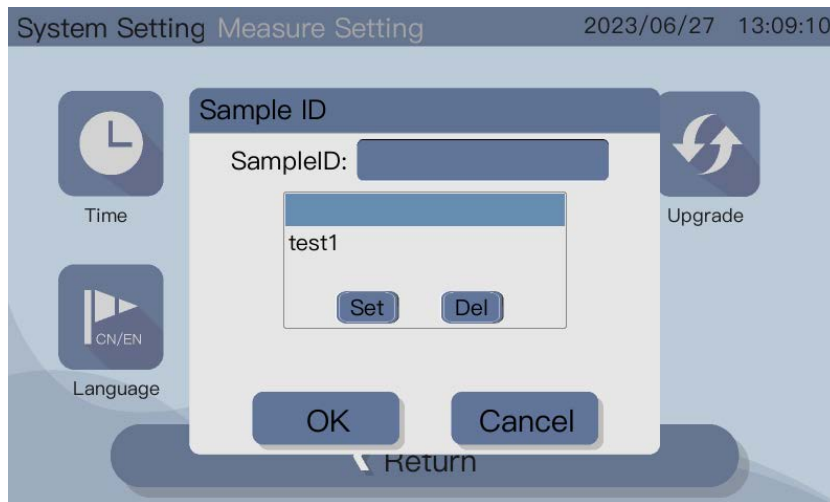 System Setting Measure Setting 2023/06/27 13:09:10
Sample ID
SampleID:
test1
Set Del
Time
Upgrade
CN/EN
Language
OK Cancel
Return